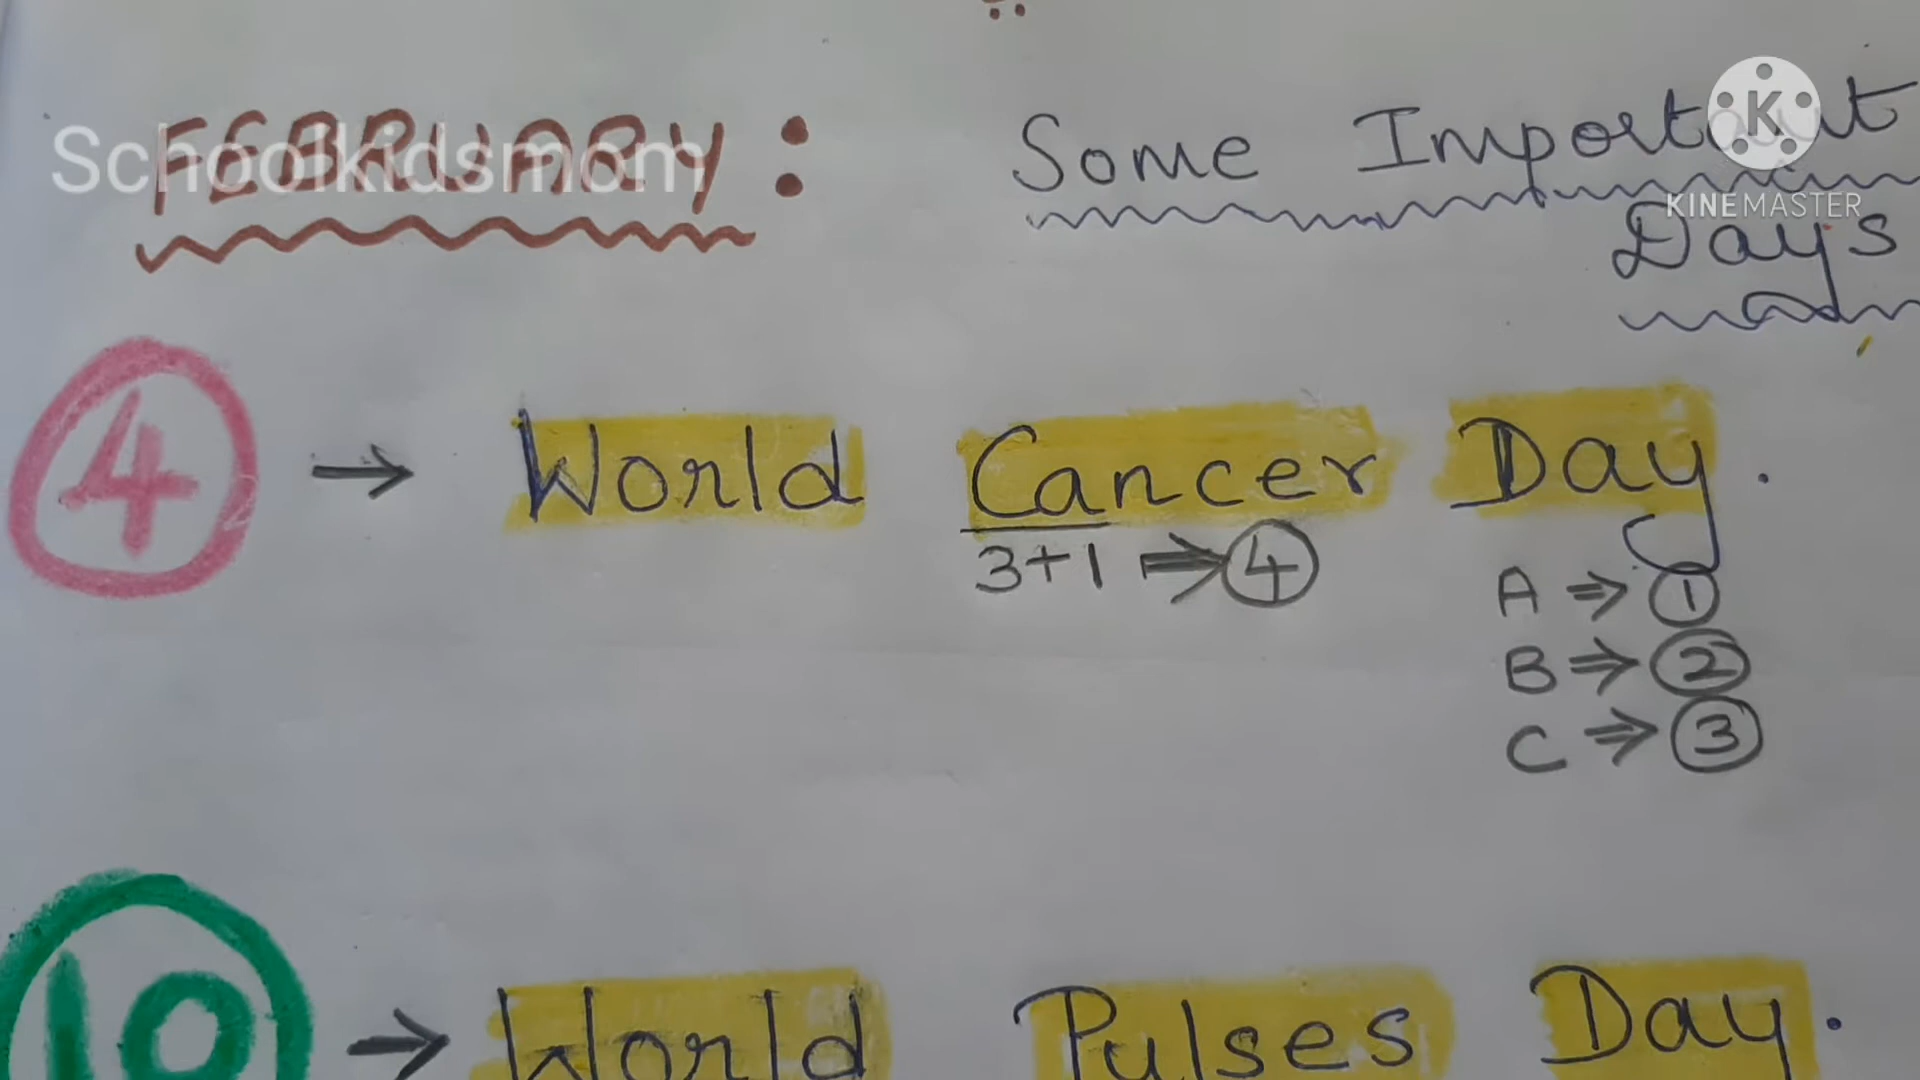 FEBRUARY : Some Important
Days
Schoolkidsmom
K
KINEMASTER
4 → World Cancer Day.
3+1 ⇒ 4
A ⇒ 1
B ⇒ 2
C ⇒ 3
10 → World Pulses Day.